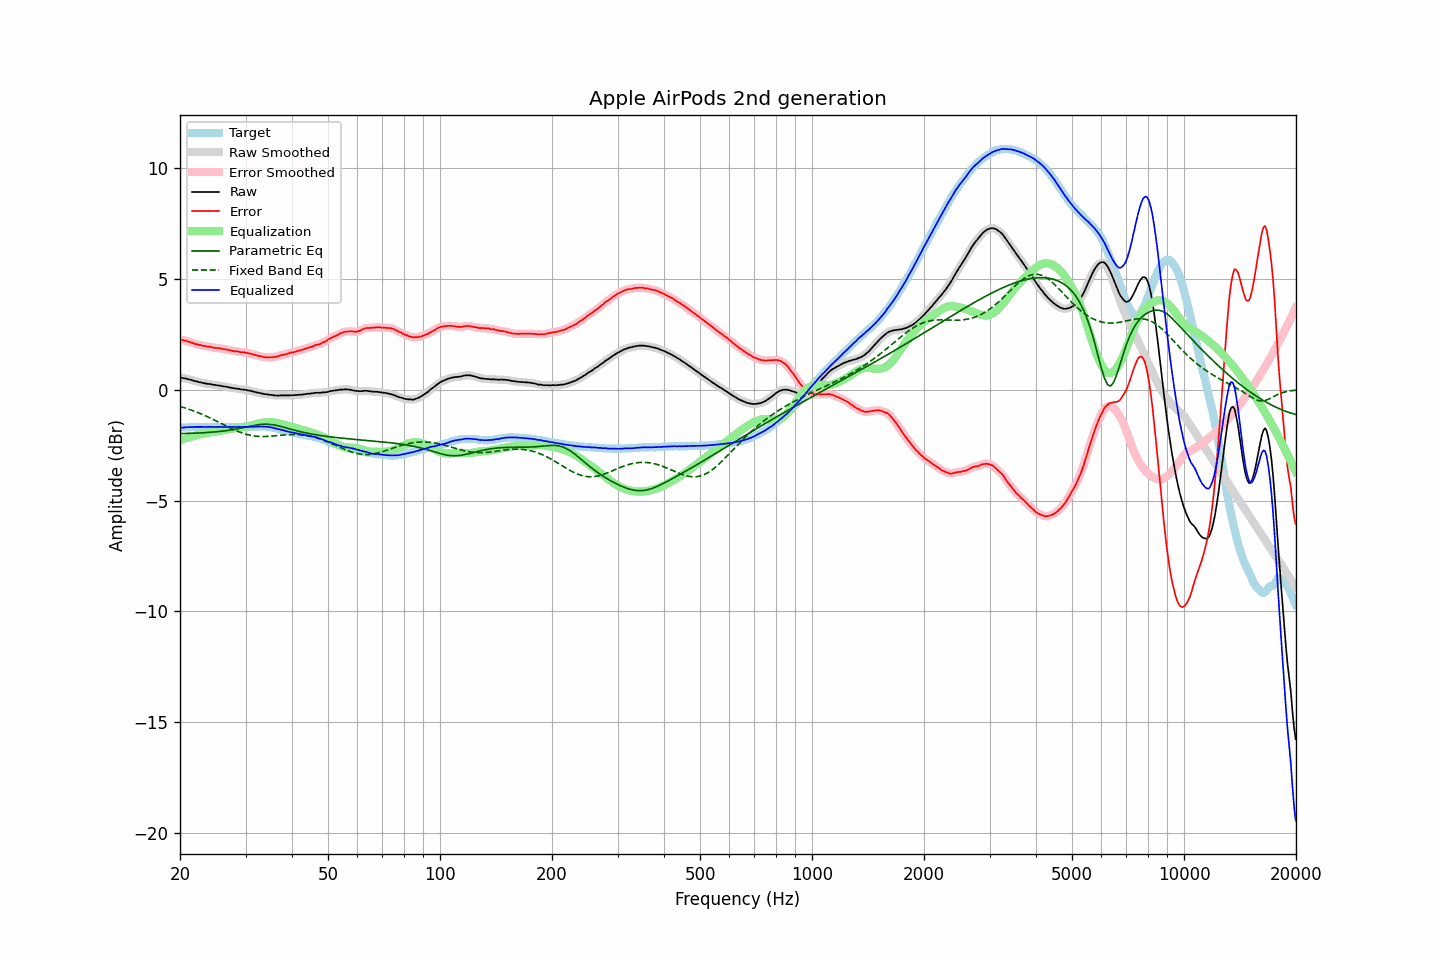 Apple AirPods 2nd generation
Target
Raw Smoothed
Error Smoothed
Raw
Error
Equalization
Parametric Eq
Fixed Band Eq
Equalized
10
5
0
−5
−10
−15
−20
Amplitude (dBr)
20 50 100 200 500 1000 2000 5000 10000 20000
Frequency (Hz)